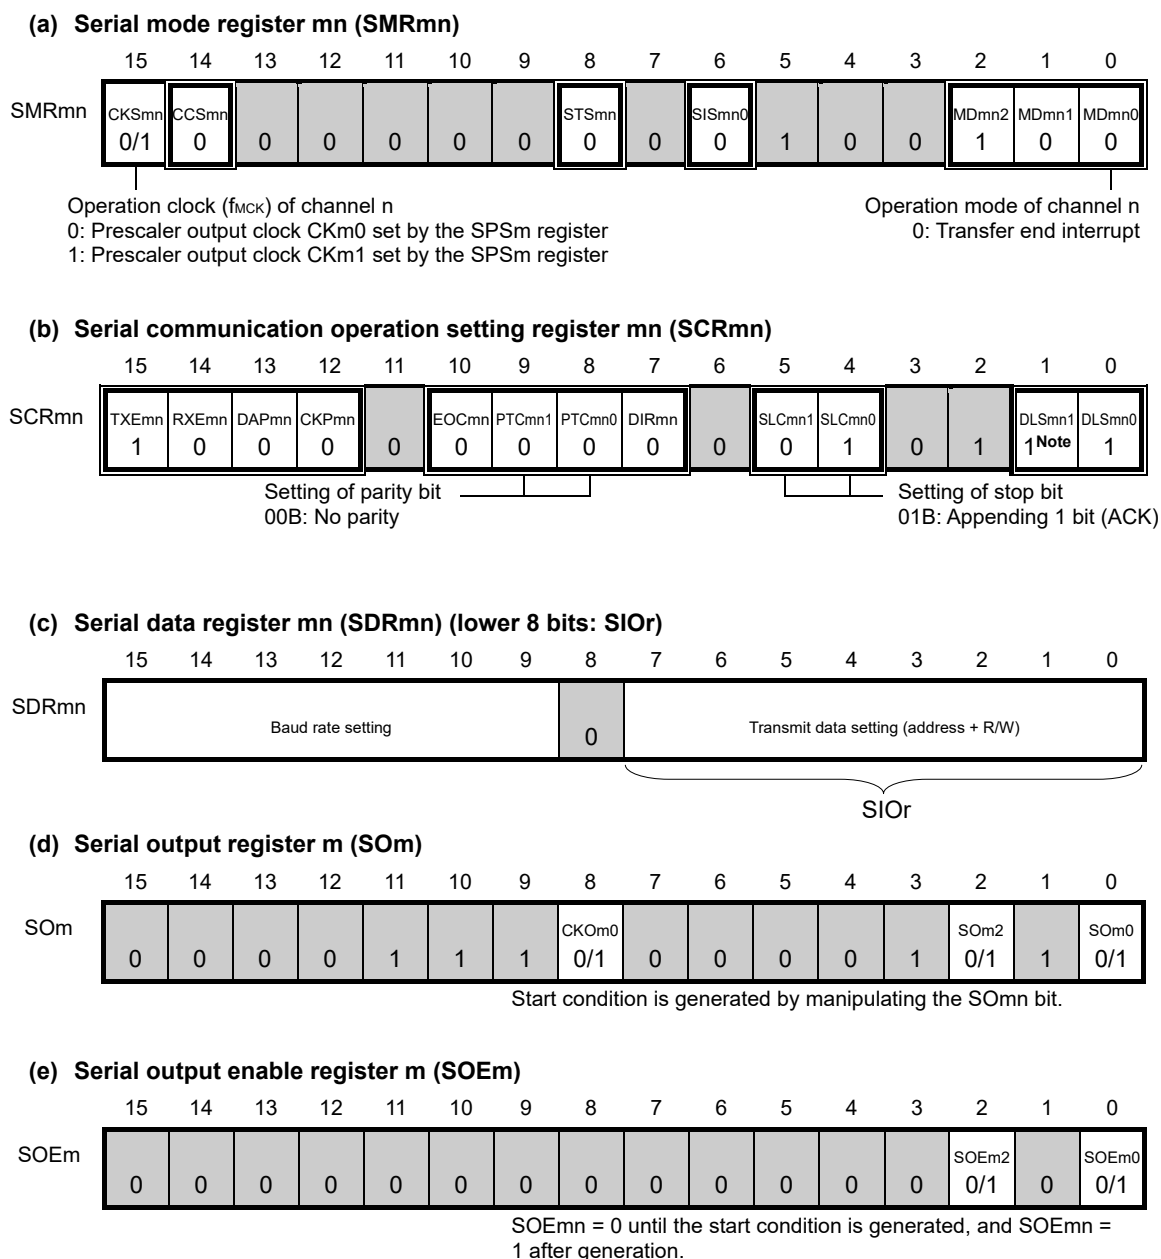 (a) Serial mode register mn (SMRmn)
15 14 13 12 11 10 9 8 7 6 5 4 3 2 1 0
SMRmn CKSmn CCSmn STSmn SISmn0 MDmn2 MDmn1 MDmn0
0/1 0 0 0 0 0 0 0 0 0 1 0 0 1 0 0
Operation clock (fMCK) of channel n
0: Prescaler output clock CKm0 set by the SPSm register
1: Prescaler output clock CKm1 set by the SPSm register
Operation mode of channel n
0: Transfer end interrupt
(b) Serial communication operation setting register mn (SCRmn)
15 14 13 12 11 10 9 8 7 6 5 4 3 2 1 0
SCRmn TXEmn RXEmn DAPmn CKPmn EOCmn PTCmn1 PTCmn0 DIRmn SLCmn1 SLCmn0 DLSmn1 DLSmn0
1 0 0 0 0 0 0 0 0 0 0 1 0 1 1Note 1
Setting of parity bit
00B: No parity
Setting of stop bit
01B: Appending 1 bit (ACK)
(c) Serial data register mn (SDRmn) (lower 8 bits: SIOr)
15 14 13 12 11 10 9 8 7 6 5 4 3 2 1 0
SDRmn
Baud rate setting 0 Transmit data setting (address + R/W)
SIOr
(d) Serial output register m (SOm)
15 14 13 12 11 10 9 8 7 6 5 4 3 2 1 0
SOm CKOm0 SOm2 SOm0
0 0 0 0 1 1 1 0/1 0 0 0 0 1 0/1 1 0/1
Start condition is generated by manipulating the SOmn bit.
(e) Serial output enable register m (SOEm)
15 14 13 12 11 10 9 8 7 6 5 4 3 2 1 0
SOEm SOEm2 SOEm0
0 0 0 0 0 0 0 0 0 0 0 0 0 0/1 0 0/1
SOEmn = 0 until the start condition is generated, and SOEmn =
1 after generation.